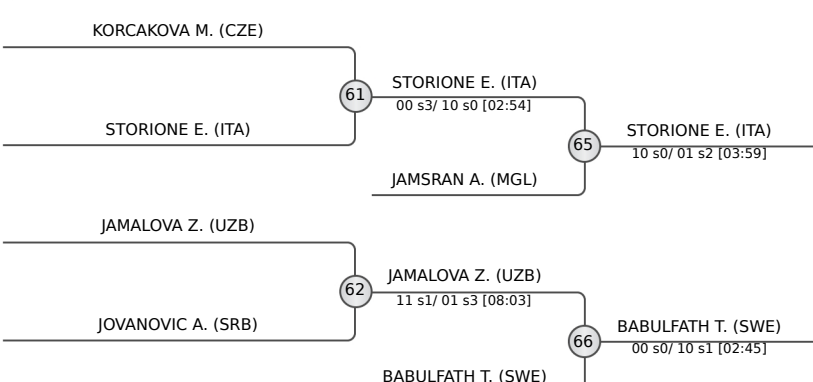 KORCAKOVA M. (CZE)
STORIONE E. (ITA)
61
00 s3/ 10 s0 [02:54]
STORIONE E. (ITA)
STORIONE E. (ITA)
65
10 s0/ 01 s2 [03:59]
JAMSRAN A. (MGL)
JAMALOVA Z. (UZB)
JAMALOVA Z. (UZB)
62
11 s1/ 01 s3 [08:03]
JOVANOVIC A. (SRB)
BABULFATH T. (SWE)
66
00 s0/ 10 s1 [02:45]
BABULFATH T. (SWE)